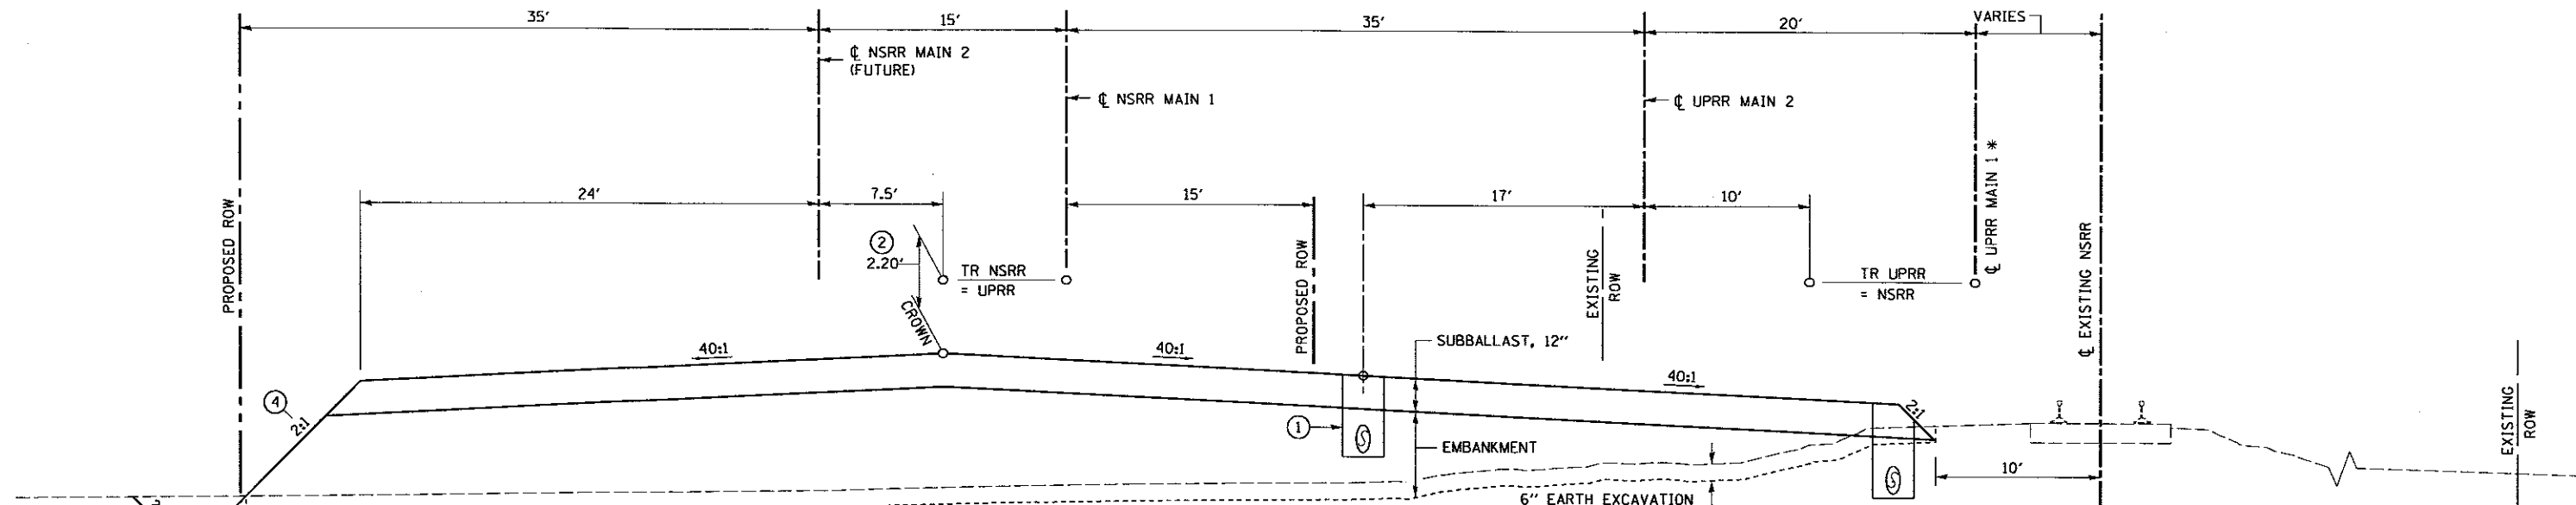 35'
15'
35'
20'
VARIES
℄ NSRR MAIN 2
(FUTURE)
℄ NSRR MAIN 1
℄ UPRR MAIN 2
℄ UPRR MAIN 1 *
℄ EXISTING NSRR
PROPOSED ROW
24'
7.5'
15'
17'
10'
2
2.20'
TR NSRR
= UPRR
CROWN
PROPOSED ROW
EXISTING
ROW
TR UPRR
= NSRR
40:1
40:1
SUBBALLAST, 12"
40:1
4
2:1
1
S
EMBANKMENT
2:1
S
10'
6" EARTH EXCAVATION
EXISTING
ROW